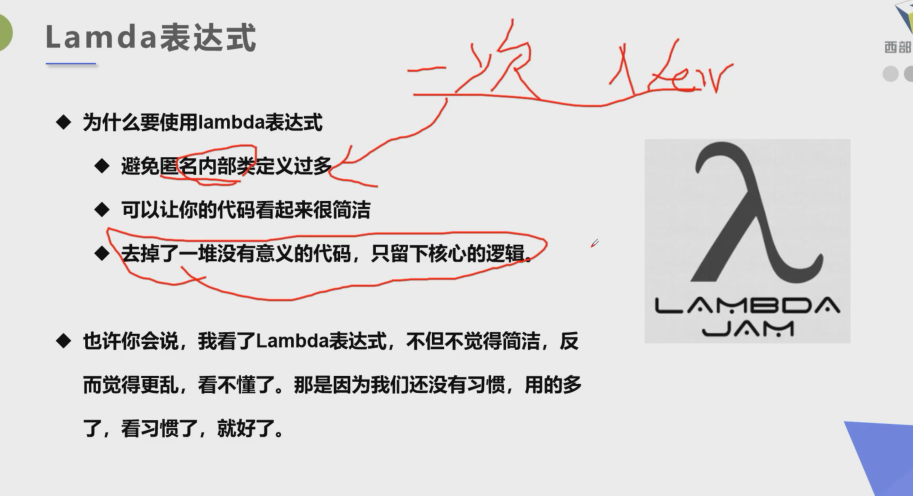 Lamda表达式
西部
一次
◆ 为什么要使用lambda表达式
◆ 避免匿名内部类定义过多
◆ 可以让你的代码看起来很简洁
◆ 去掉了一堆没有意义的代码，只留下核心的逻辑。
LAMBDA
JAM
◆ 也许你会说，我看了Lambda表达式，不但不觉得简洁，反
而觉得更乱，看不懂了。那是因为我们还没有习惯，用的多
了，看习惯了，就好了。